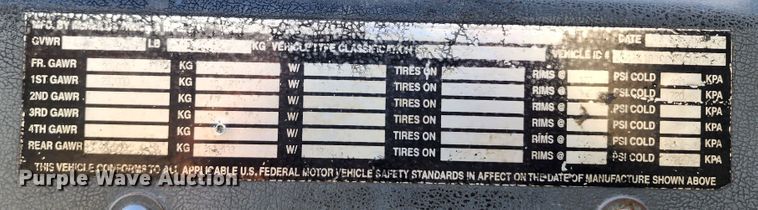 MFG. BY DATE
GVWR LB KG VEHICLE TYPE CLASSIFICATION VEHICLE ID #
FR. GAWR KG W/ TIRES ON RIMS @ PSI COLD KPA
1ST GAWR KG W/ TIRES ON RIMS @ PSI COLD KPA
2ND GAWR KG W/ TIRES ON RIMS @ PSI COLD KPA
3RD GAWR KG W/ TIRES ON RIMS @ PSI COLD KPA
4TH GAWR KG W/ TIRES ON RIMS @ PSI COLD KPA
REAR GAWR KG W/ TIRES ON RIMS @ PSI COLD KPA
THIS VEHICLE CONFORMS TO ALL APPLICABLE U.S. FEDERAL MOTOR VEHICLE SAFETY STANDARDS IN AFFECT ON THE DATE OF MANUFACTURE SHOWN ABOVE
Purple Wave Auction